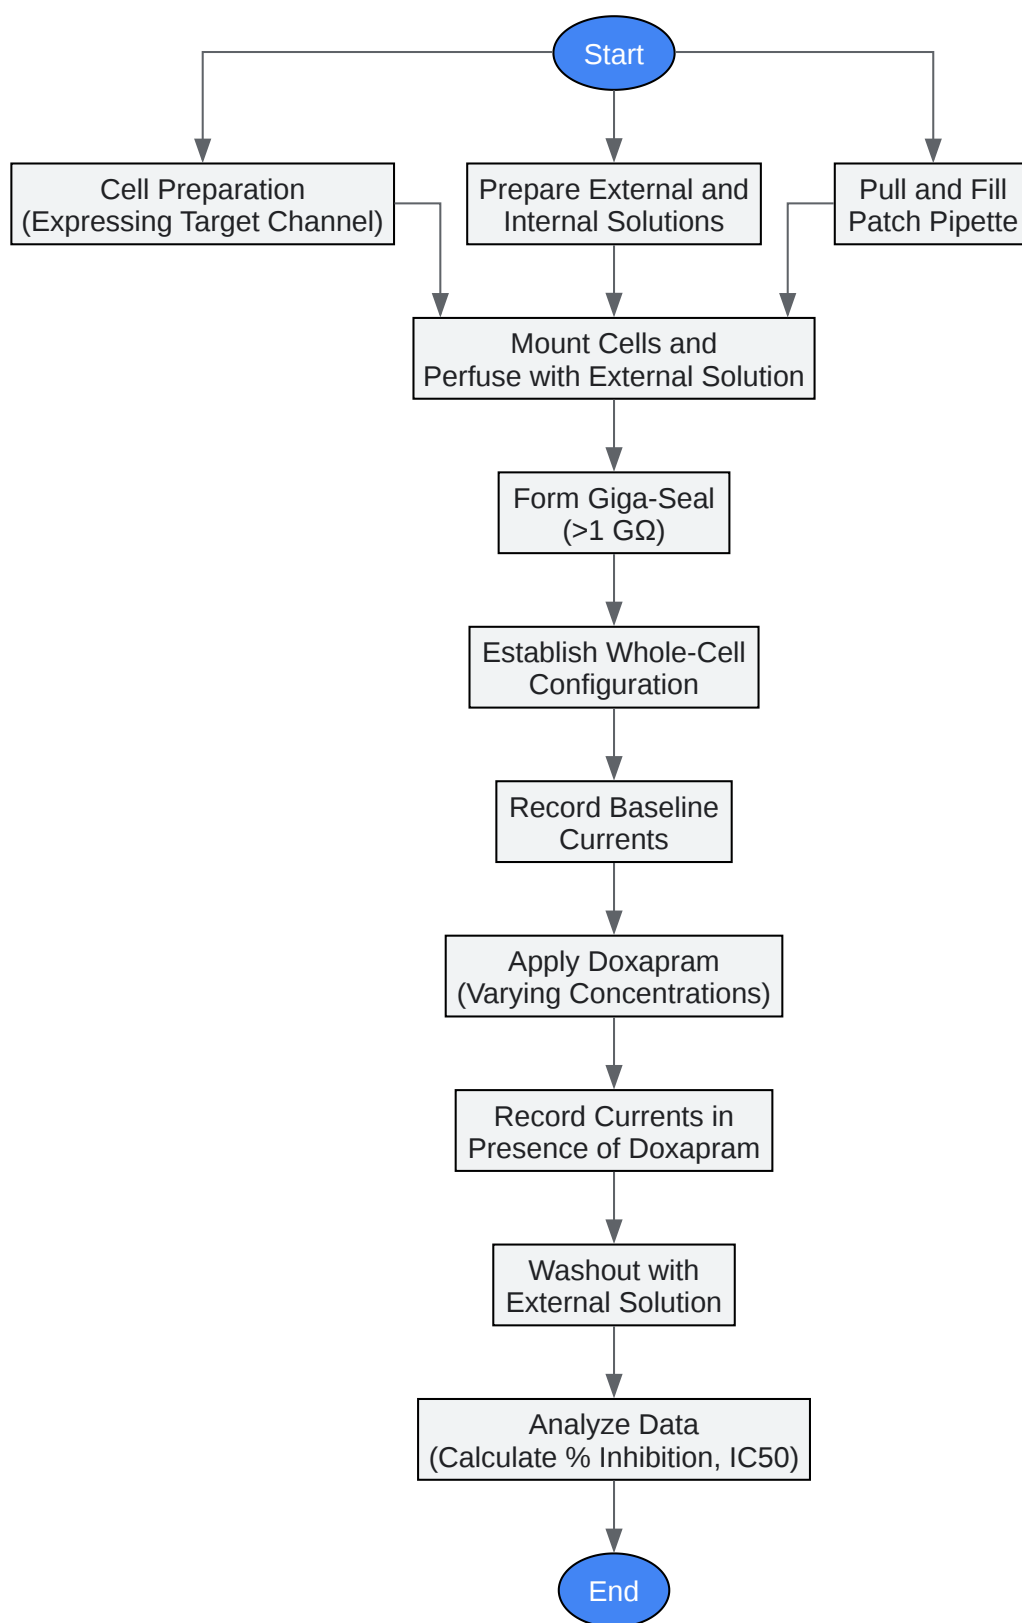 Start
Cell Preparation
(Expressing Target Channel)
Prepare External and
Internal Solutions
Pull and Fill
Patch Pipette
Mount Cells and
Perfuse with External Solution
Form Giga-Seal
(>1 GΩ)
Establish Whole-Cell
Configuration
Record Baseline
Currents
Apply Doxapram
(Varying Concentrations)
Record Currents in
Presence of Doxapram
Washout with
External Solution
Analyze Data
(Calculate % Inhibition, IC50)
End